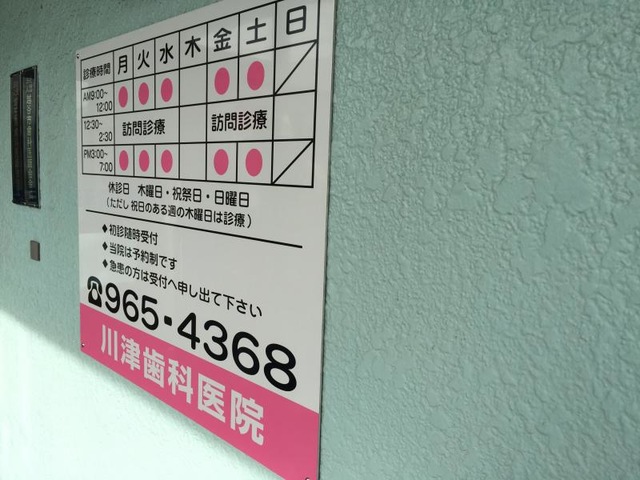 診療時間 月 火 水 木 金 土 日
AM9:00~12:00 ● ● ● ● ●
12:30~2:30 訪問診療 訪問診療
PM3:00~7:00 ● ● ● ● ●
休診日 木曜日・祝祭日・日曜日
(ただし 祝日のある週の木曜日は診療)
◆初診随時受付
◆当院は予約制です
◆急患の方は受付へ申し出て下さい
☎965-4368
川津歯科医院